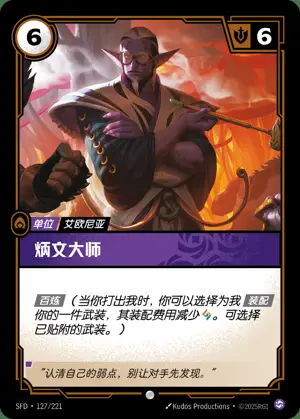 6
6
单位 艾欧尼亚
炳文大师
百炼 (当你打出我时,你可以选择为我 装配
你的一件武装,其装配费用减少 。可选择
已贴附的武装。)
“认清自己的弱点,别让对手先发现。”
SFD • 127/221
Kudos Productions • ©2025RGI